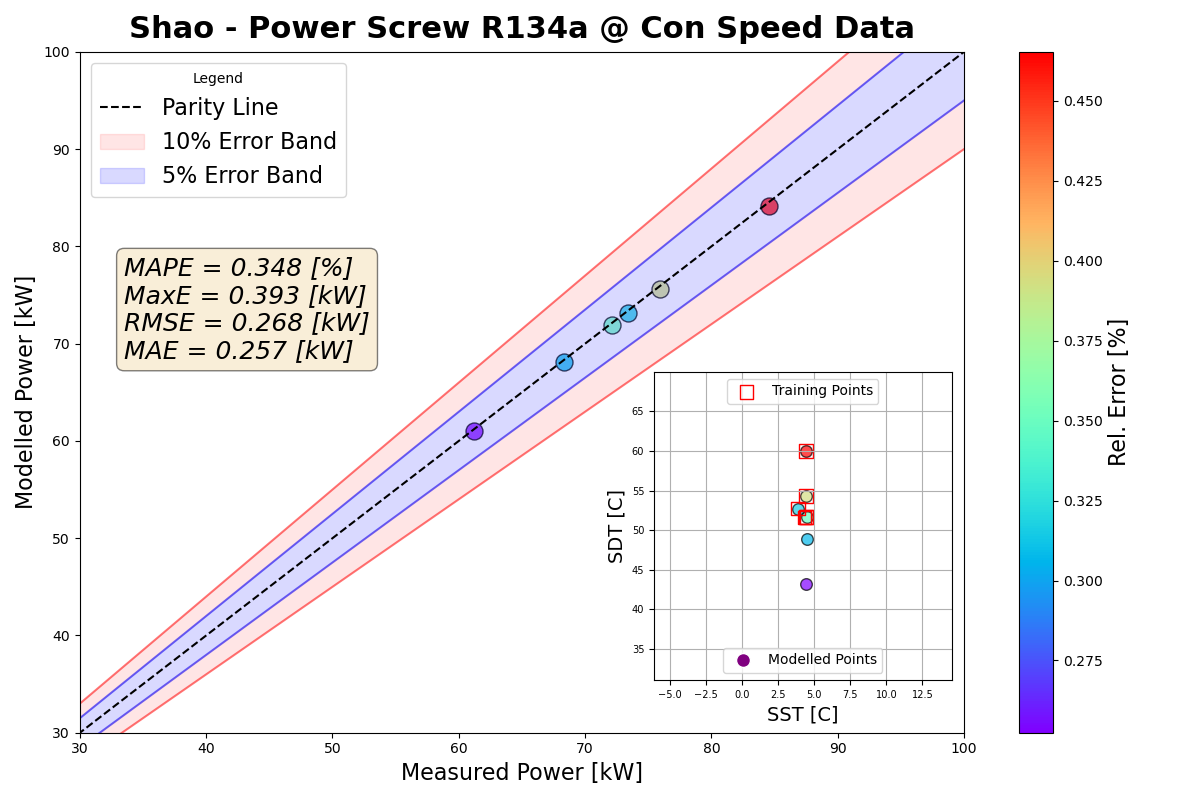 Shao - Power Screw R134a @ Con Speed Data
100
90
80
70
60
50
40
30
Modelled Power [kW]
Legend
Parity Line
10% Error Band
5% Error Band
MAPE = 0.348 [%]
MaxE = 0.393 [kW]
RMSE = 0.268 [kW]
MAE = 0.257 [kW]
30 40 50 60 70 80 90 100
Measured Power [kW]
Training Points
65
60
55
50
45
40
35
SDT [C]
Modelled Points
−5.0 −2.5 0.0 2.5 5.0 7.5 10.0 12.5
SST [C]
0.450
0.425
0.400
0.375
0.350
0.325
0.300
0.275
Rel. Error [%]